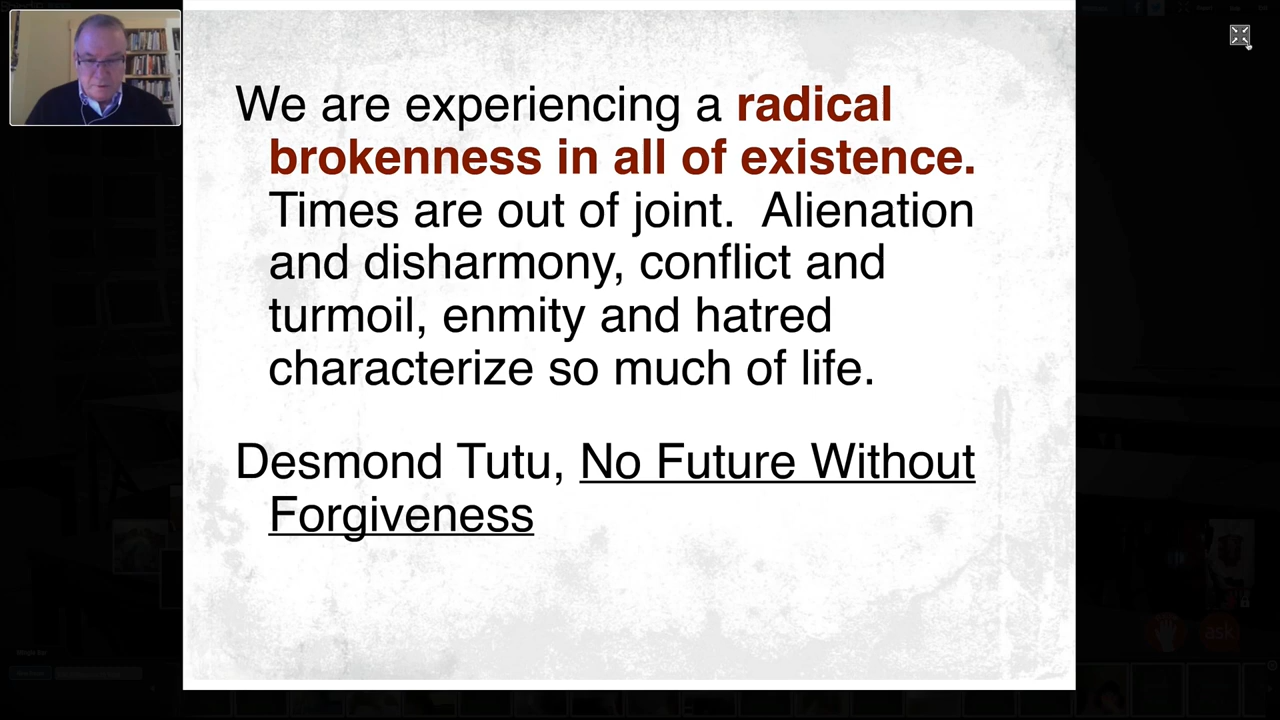 We are experiencing a radical
brokenness in all of existence.
Times are out of joint.  Alienation
and disharmony, conflict and
turmoil, enmity and hatred
characterize so much of life.
Desmond Tutu, No Future Without
Forgiveness
ask